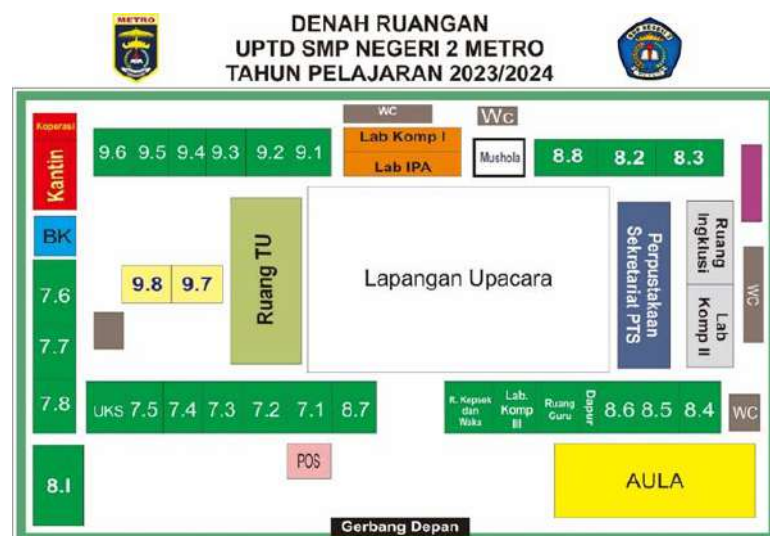 METRO
SMP NEGERI 2
DENAH RUANGAN
UPTD SMP NEGERI 2 METRO
TAHUN PELAJARAN 2023/2024
Koperasi
Kantin
BK
9.6 9.5 9.4 9.3 9.2 9.1
WC
Lab Komp I
Lab IPA
Wc
Mushola
8.8 8.2 8.3
9.8 9.7
Ruang TU
Lapangan Upacara
Perpustakaan
Sekretariat PTS
Ruang
Ingklusi
Lab
Komp II
WC
7.6
7.7
7.8
8.I
UKS 7.5 7.4 7.3 7.2 7.1 8.7
R. Kepsek
dan
Waka
Lab.
Komp
III
Ruang
Guru
Dapur
8.6 8.5 8.4
WC
POS
AULA
Gerbang Depan